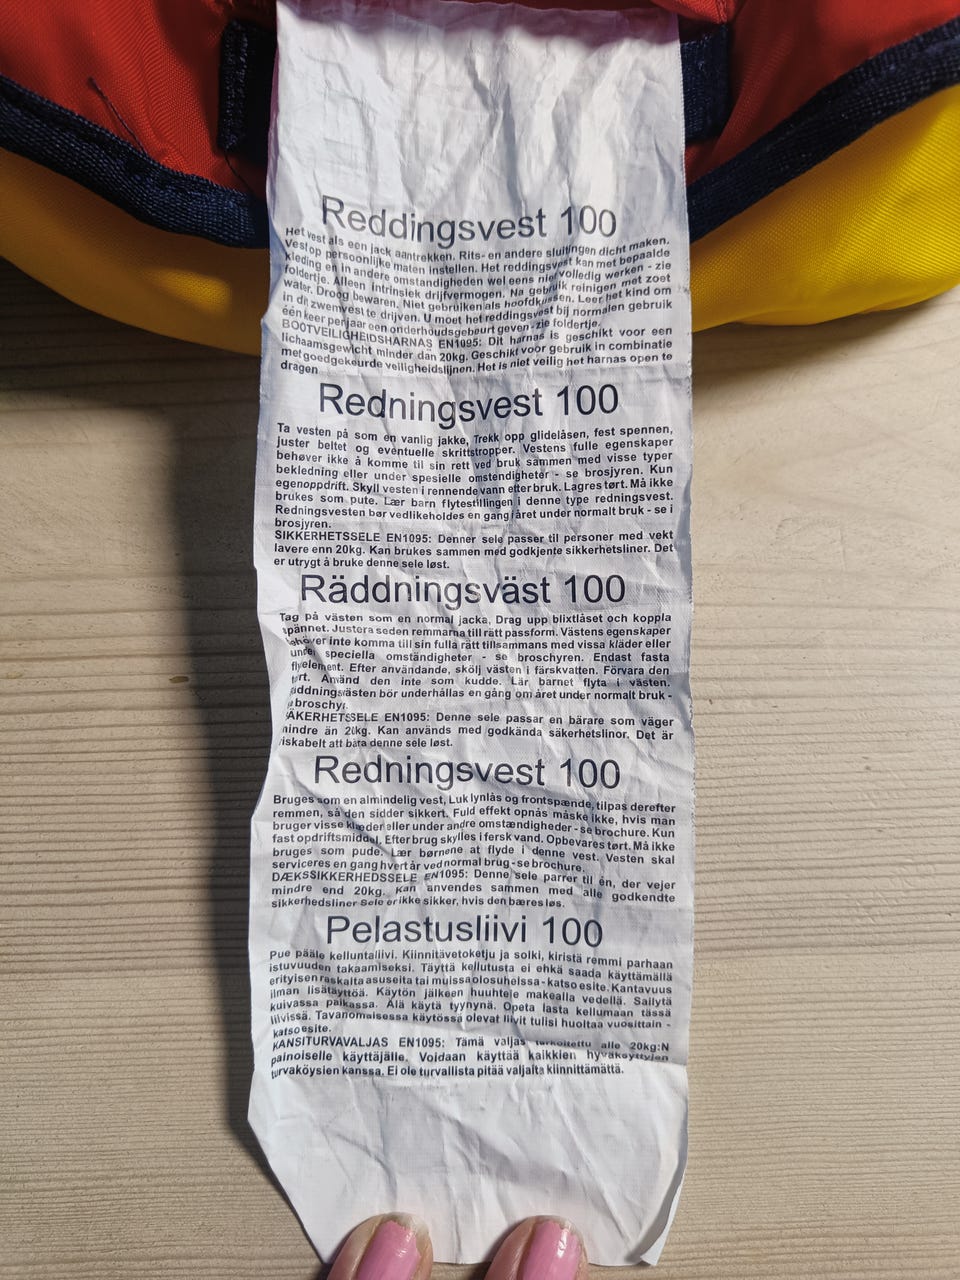 Reddingsvest 100
Het vest als een jack aantrekken. Rits- en andere sluitingen dicht maken.
Vest op persoonlijke maten instellen. Het reddingsvest kan met bepaalde
kleding en in andere omstandigheden wel eens niet volledig werken - zie
foldertje. Alleen intrinsiek drijfvermogen. Na gebruik reinigen met zoet
water. Droog bewaren. Niet gebruiken als hoofdkussen. Leer het kind om
in dit zwemvest te drijven. U moet het reddingsvest bij normalen gebruik
één keer per jaar een onderhoudsgebeurt geven - zie foldertje.
BOOTVEILIGHEIDSHARNAS EN1095: Dit harnas is geschikt voor een
lichaamsgewicht minder dan 20kg. Geschikt voor gebruik in combinatie
met goedgekeurde veiligheidslijnen. Het is niet veilig het harnas open te
dragen
Redningsvest 100
Ta vesten på som en vanlig jakke, Trekk opp glidelåsen, fest spennen,
juster beltet og eventuelle skrittstropper. Vestens fulle egenskaper
behøver ikke å komme til sin rett ved bruk sammen med visse typer
bekledning eller under spesielle omstendigheter - se brosjyren. Kun
egenoppdrift. Skyll vesten i rennende vann etter bruk. Lagres tørt. Må ikke
brukes som pute. Lær barn flytestillingen i denne type redningsvest.
Redningsvesten bør vedlikeholdes en gang i året under normalt bruk - se i
brosjyren.
SIKKERHETSSELE EN1095: Denner sele passer til personer med vekt
lavere enn 20kg. Kan brukes sammen med godkjente sikkerhetsliner. Det
er utrygt å bruke denne sele løst.
Räddningsväst 100
Tag på västen som en normal jacka, Drag upp blixtlåset och koppla
spännet. Justera seden remmarna till rätt passform. Västens egenskaper
behöver inte komma till sin fulla rätt tillsammans med vissa kläder eller
under speciella omständigheter - se broschyren. Endast fasta
flyelement. Efter användande, skölj västen i färskvatten. Förvara den
tort. Använd den inte som kudde. Lär barnet flyta i västen.
äddningsvästen bör underhållas en gång om året under normalt bruk -
broschyr.
ÄKERHETSSELE EN1095: Denne sele passar en bärare som väger
mindre än 20kg. Kan används med godkända säkerhetslinor. Det är
riskabelt att bära denne sele løst.
Redningsvest 100
Bruges som en almindelig vest, Luk lynlås og frontspænde, tilpas derefter
remmen, så den sidder sikkert. Fuld effekt opnås måske ikke, hvis man
bruger visse klæder eller under andre omstændigheder - se brochure. Kun
fast opdriftsmiddel. Efter brug skylles i fersk vand. Opbevares tørt. Må ikke
bruges som pude. Lær børnene at flyde i denne vest. Vesten skal
serviceres en gang hvert år ved normal brug - se brochure.
DÆKSSIKKERHEDSSELE EN1095: Denne sele parrer til én, der vejer
mindre end 20kg. Kan anvendes sammen med alle godkendte
sikkerhedsliner Sele er ikke sikker, hvis den bæres løs.
Pelastusliivi 100
Pue päälle kelluntaliivi. Kiinnitävetoketju ja solki, kiristä remmi parhaan
istuvuuden takaamiseksi. Täyttä kellutusta ei ehkä saada käyttämällä
erityisen raskaita asuseita tai muissa olosuheissa - katso esite. Kantavuus
ilman lisätäyttöä. Käytön jälkeen huuhtele makealla vedellä. Sailytä
kuivassa paikassa. Älä käytä tyynynä. Opeta lasta kellumaan tässä
liivissä. Tavanomaisessa käytössä olevat liivit tulisi huoltaa vuosittain -
katso esite.
KANSITURVAVALJAS EN1095: Tämä valjas tarkoitettu alle 20kg:N
painoiselle käyttäjälle. Voidaan käyttää kaikkien hyväksyttyjen
turvaköysien kanssa. Ei ole turvallista pitää valjaita kiinnittämättä.